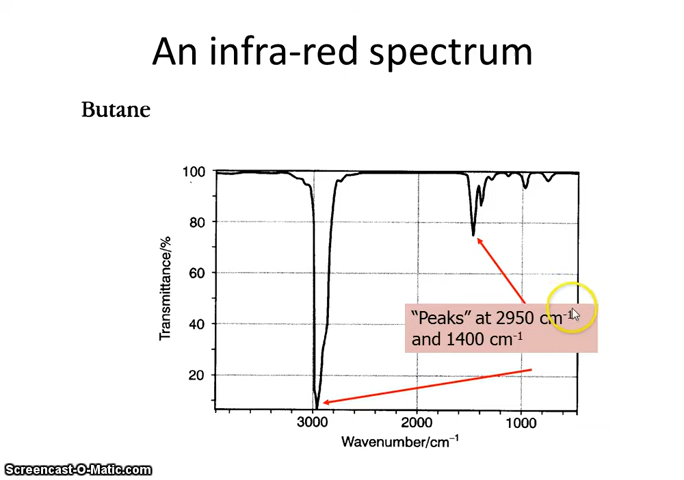 An infra-red spectrum
Butane
100
80
60
40
20
Transmittance/%
"Peaks" at 2950 cm⁻¹
and 1400 cm⁻¹
3000
2000
1000
Wavenumber/cm⁻¹
Screencast-O-Matic.com